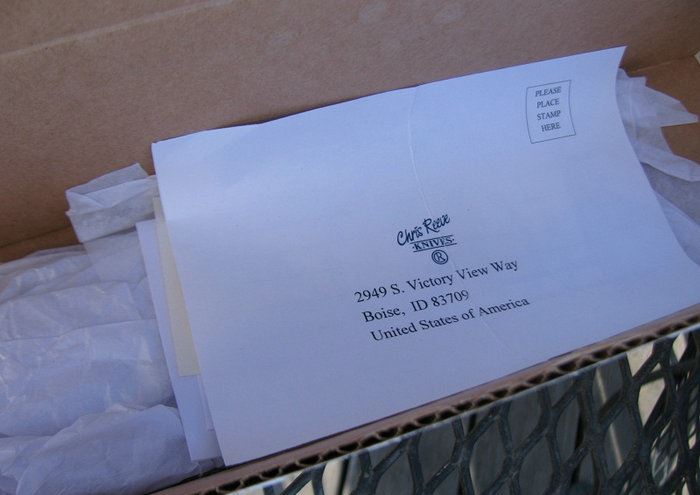 PLEASE
PLACE
STAMP
HERE
Chris Reeve
·KNIVES·
®
2949 S. Victory View Way
Boise, ID 83709
United States of America